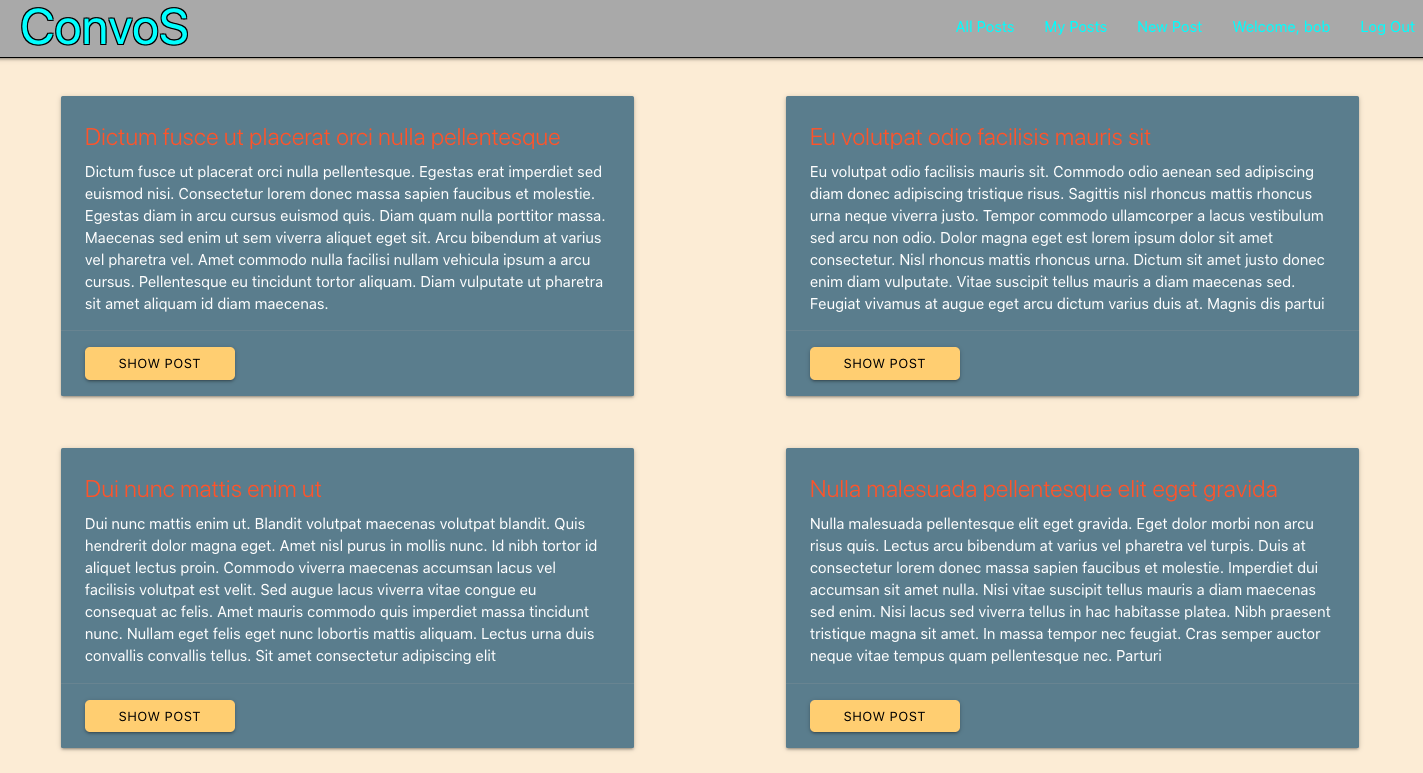 ConvoS
All Posts My Posts New Post Welcome, bob Log Out
Dictum fusce ut placerat orci nulla pellentesque
Dictum fusce ut placerat orci nulla pellentesque. Egestas erat imperdiet sed
euismod nisi. Consectetur lorem donec massa sapien faucibus et molestie.
Egestas diam in arcu cursus euismod quis. Diam quam nulla porttitor massa.
Maecenas sed enim ut sem viverra aliquet eget sit. Arcu bibendum at varius
vel pharetra vel. Amet commodo nulla facilisi nullam vehicula ipsum a arcu
cursus. Pellentesque eu tincidunt tortor aliquam. Diam vulputate ut pharetra
sit amet aliquam id diam maecenas.
SHOW POST
Eu volutpat odio facilisis mauris sit
Eu volutpat odio facilisis mauris sit. Commodo odio aenean sed adipiscing
diam donec adipiscing tristique risus. Sagittis nisl rhoncus mattis rhoncus
urna neque viverra justo. Tempor commodo ullamcorper a lacus vestibulum
sed arcu non odio. Dolor magna eget est lorem ipsum dolor sit amet
consectetur. Nisl rhoncus mattis rhoncus urna. Dictum sit amet justo donec
enim diam vulputate. Vitae suscipit tellus mauris a diam maecenas sed.
Feugiat vivamus at augue eget arcu dictum varius duis at. Magnis dis partui
SHOW POST
Dui nunc mattis enim ut
Dui nunc mattis enim ut. Blandit volutpat maecenas volutpat blandit. Quis
hendrerit dolor magna eget. Amet nisl purus in mollis nunc. Id nibh tortor id
aliquet lectus proin. Commodo viverra maecenas accumsan lacus vel
facilisis volutpat est velit. Sed augue lacus viverra vitae congue eu
consequat ac felis. Amet mauris commodo quis imperdiet massa tincidunt
nunc. Nullam eget felis eget nunc lobortis mattis aliquam. Lectus urna duis
convallis convallis tellus. Sit amet consectetur adipiscing elit
SHOW POST
Nulla malesuada pellentesque elit eget gravida
Nulla malesuada pellentesque elit eget gravida. Eget dolor morbi non arcu
risus quis. Lectus arcu bibendum at varius vel pharetra vel turpis. Duis at
consectetur lorem donec massa sapien faucibus et molestie. Imperdiet dui
accumsan sit amet nulla. Nisi vitae suscipit tellus mauris a diam maecenas
sed enim. Nisi lacus sed viverra tellus in hac habitasse platea. Nibh praesent
tristique magna sit amet. In massa tempor nec feugiat. Cras semper auctor
neque vitae tempus quam pellentesque nec. Parturi
SHOW POST